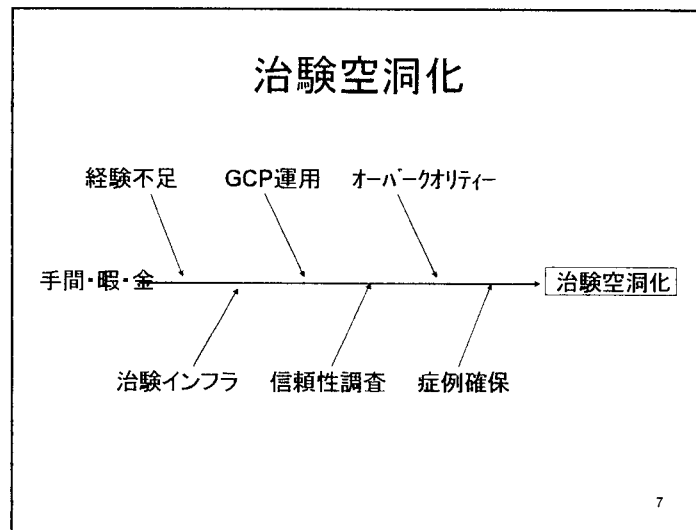 治験空洞化
経験不足
GCP運用
オーバークオリティー
手間・暇・金
治験空洞化
治験インフラ
信頼性調査
症例確保
7